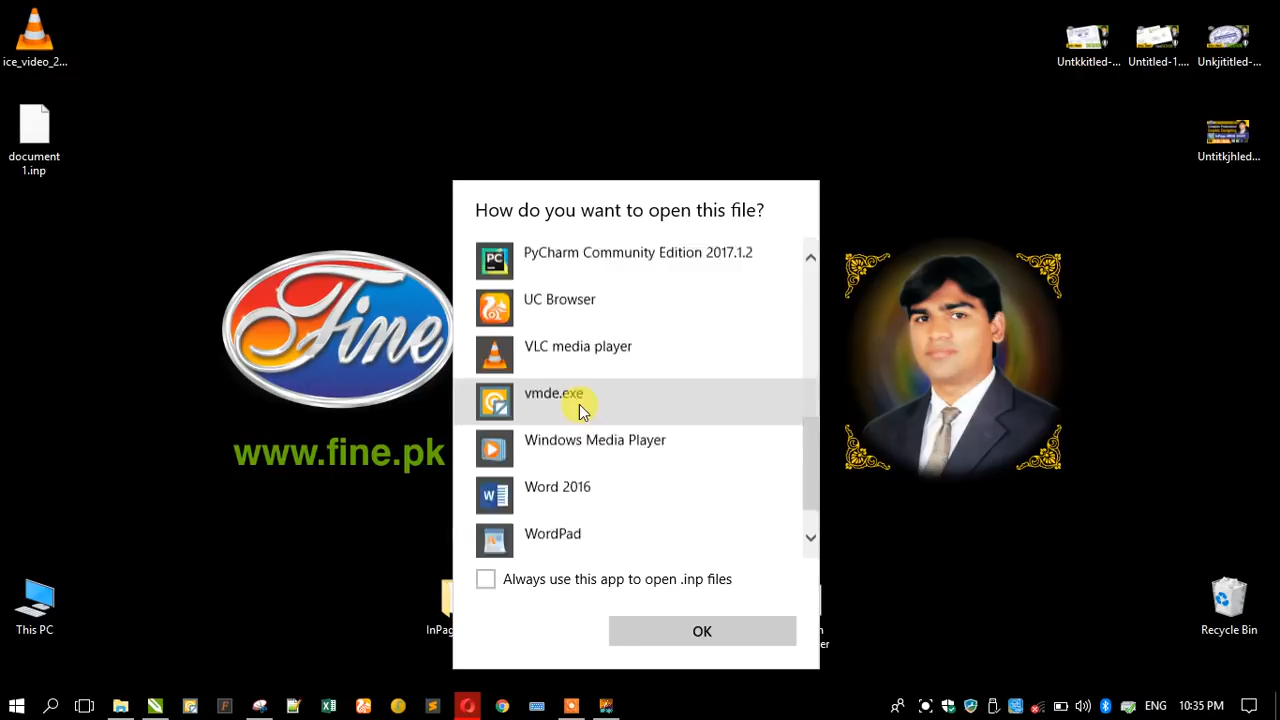 ice_video_2...
Untkkitled-...
Untitled-1....
Unkjititled-...
document
1.inp
Untitkjhled...
How do you want to open this file?
PyCharm Community Edition 2017.1.2
UC Browser
VLC media player
vmde.exe
Windows Media Player
Word 2016
WordPad
Always use this app to open .inp files
OK
Fine
www.fine.pk
This PC
InPag
Recycle Bin
ENG
10:35 PM